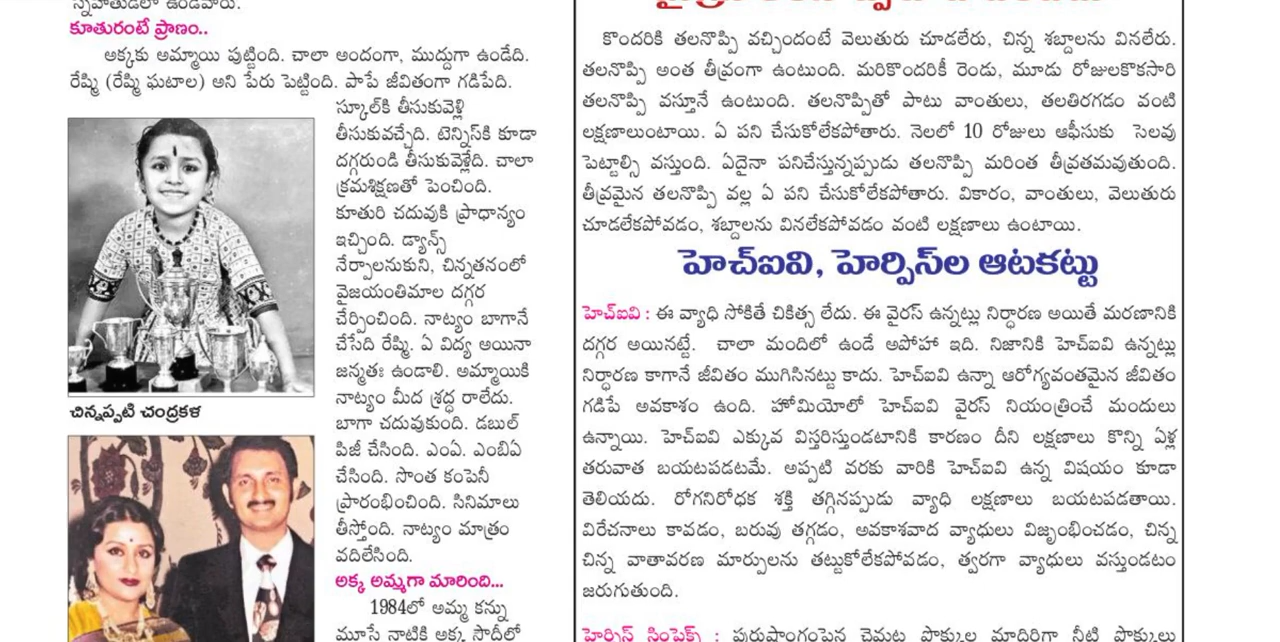 స్నేహితుడిలా ఉండేవారు.
కూతురంటే ప్రాణం..
అక్కకు అమ్మాయి పుట్టింది. చాలా అందంగా, ముద్దుగా ఉండేది.
రేష్మి (రేష్మి ఘటాల) అని పేరు పెట్టింది. పాపే జీవితంగా గడిపేది.
స్కూల్‌కి తీసుకువెళ్లి
తీసుకువచ్చేది. టెన్నిస్‌కి కూడా
దగ్గరుండి తీసుకువెళ్లేది. చాలా
క్రమశిక్షణతో పెంచింది.
కూతురి చదువుకి ప్రాధాన్యం
ఇచ్చింది. డ్యాన్స్
నేర్పాలనుకుని, చిన్నతనంలో
వైజయంతిమాల దగ్గర
చేర్పించింది. నాట్యం బాగానే
చేసేది రేష్మి. ఏ విద్య అయినా
జన్మతః ఉండాలి. అమ్మాయికి
నాట్యం మీద శ్రద్ధ రాలేదు.
బాగా చదువుకుంది. డబుల్
పిజీ చేసింది. ఎంఏ. ఎంబిఏ
చేసింది. సొంత కంపెనీ
ప్రారంభించింది. సినిమాలు
తీస్తోంది. నాట్యం మాత్రం
వదిలేసింది.
అక్క అమ్మగా మారింది...
1984లో అమ్మ కన్ను
మూసే నాటికి అక్క సౌదీలో
చిన్నప్పటి చంద్రకళ
కొందరికి తలనొప్పి వచ్చిందంటే వెలుతురు చూడలేరు, చిన్న శబ్దాలను వినలేరు.
తలనొప్పి అంత తీవ్రంగా ఉంటుంది. మరికొందరికీ రెండు, మూడు రోజులకొకసారి
తలనొప్పి వస్తూనే ఉంటుంది. తలనొప్పితో పాటు వాంతులు, తలతిరగడం వంటి
లక్షణాలుంటాయి. ఏ పని చేసుకోలేకపోతారు. నెలలో 10 రోజులు ఆఫీసుకు సెలవు
పెట్టాల్సి వస్తుంది. ఏదైనా పనిచేస్తున్నప్పుడు తలనొప్పి మరింత తీవ్రతమవుతుంది.
తీవ్రమైన తలనొప్పి వల్ల ఏ పని చేసుకోలేకపోతారు. వికారం, వాంతులు, వెలుతురు
చూడలేకపోవడం, శబ్దాలను వినలేకపోవడం వంటి లక్షణాలు ఉంటాయి.
హెచ్ఐవి, హెర్పిస్‌ల ఆటకట్టు
హెచ్ఐవి : ఈ వ్యాధి సోకితే చికిత్స లేదు. ఈ వైరస్ ఉన్నట్లు నిర్ధారణ అయితే మరణానికి
దగ్గర అయినట్టే. చాలా మందిలో ఉండే అపోహా ఇది. నిజానికి హెచ్ఐవి ఉన్నట్లు
నిర్ధారణ కాగానే జీవితం ముగిసినట్టు కాదు. హెచ్ఐవి ఉన్నా ఆరోగ్యవంతమైన జీవితం
గడిపే అవకాశం ఉంది. హోమియోలో హెచ్ఐవి వైరస్ నియంత్రించే మందులు
ఉన్నాయి. హెచ్ఐవి ఎక్కువ విస్తరిస్తుండటానికి కారణం దీని లక్షణాలు కొన్ని ఏళ్ల
తరువాత బయటపడటమే. అప్పటి వరకు వారికి హెచ్ఐవి ఉన్న విషయం కూడా
తెలియదు. రోగనిరోధక శక్తి తగ్గినప్పుడు వ్యాధి లక్షణాలు బయటపడతాయి.
విరేచనాలు కావడం, బరువు తగ్గడం, అవకాశవాద వ్యాధులు విజృంభించడం, చిన్న
చిన్న వాతావరణ మార్పులను తట్టుకోలేకపోవడం, త్వరగా వ్యాధులు వస్తుండటం
జరుగుతుంది.
హెర్పిస్ సింప్లెక్స్ : పురుషాంగంపైన చెమట పొక్కుల మాదిరిగా నీటి పొక్కులు